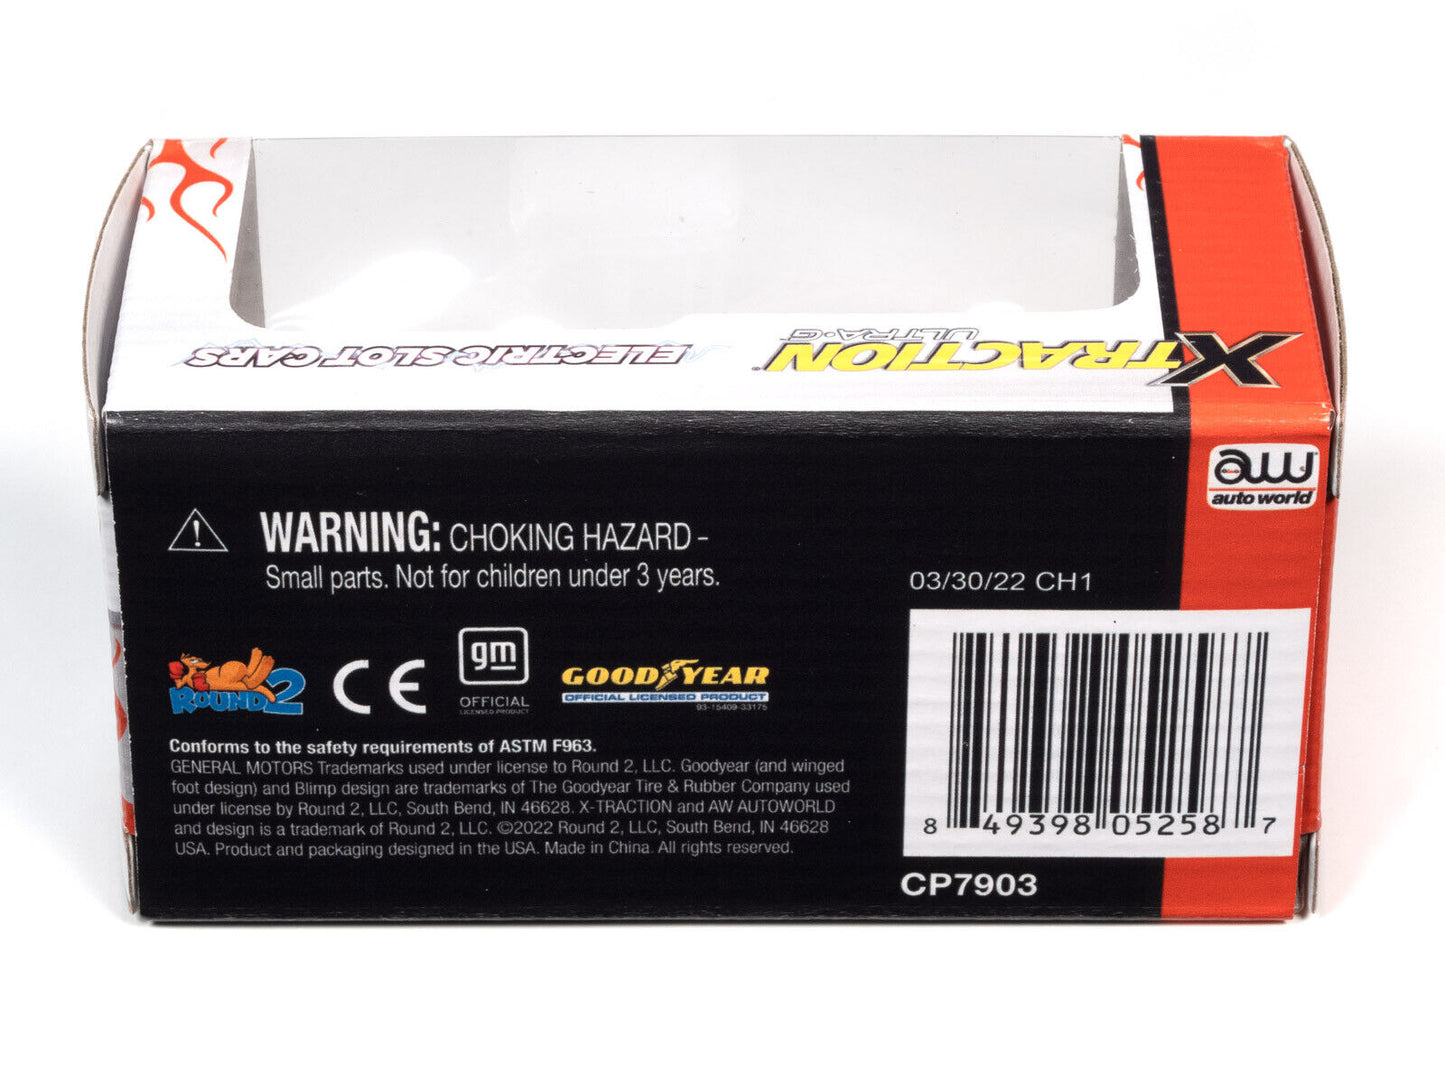 ELECTRIC SLOT CARS
XTRACTION
ULTRA•G
aw
auto world
WARNING: CHOKING HAZARD –
Small parts. Not for children under 3 years.
03/30/22 CH1
ROUND 2
CE
gm
OFFICIAL
LICENSED PRODUCT
GOODYEAR
OFFICIAL LICENSED PRODUCT
93-15409-33175
Conforms to the safety requirements of ASTM F963.
GENERAL MOTORS Trademarks used under license to Round 2, LLC. Goodyear (and winged
foot design) and Blimp design are trademarks of The Goodyear Tire & Rubber Company used
under license by Round 2, LLC, South Bend, IN 46628. X-TRACTION and AW AUTOWORLD
and design is a trademark of Round 2, LLC. ©2022 Round 2, LLC, South Bend, IN 46628
USA. Product and packaging designed in the USA. Made in China. All rights reserved.
8 49398 05258 7
CP7903